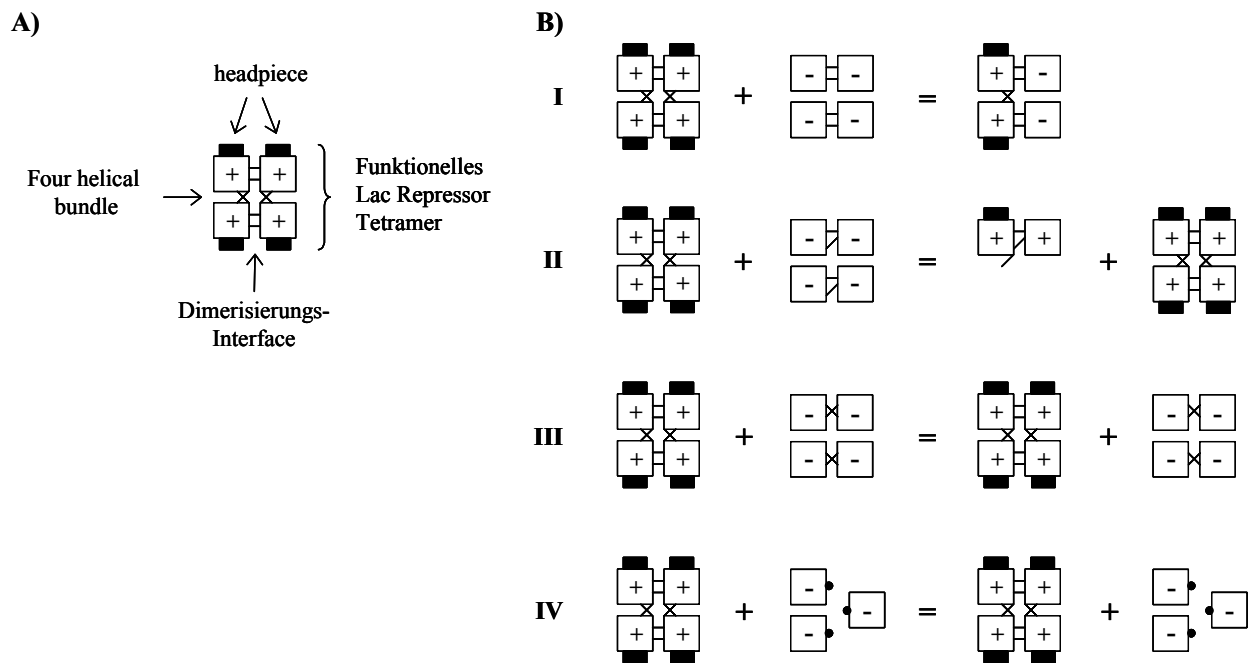 A)
headpiece
+ +
Four helical
bundle
+ +
Funktionelles
Lac Repressor
Tetramer
Dimerisierungs-
Interface
B)
I
+ + - - + -
+ =
+ + - - + -
II
+ + - - + + + +
+ = +
+ + - - + +
III
+ + - - + + - -
+ = +
+ + - - + + - -
IV
+ + - + + -
+ - = + -
+ + - + + -